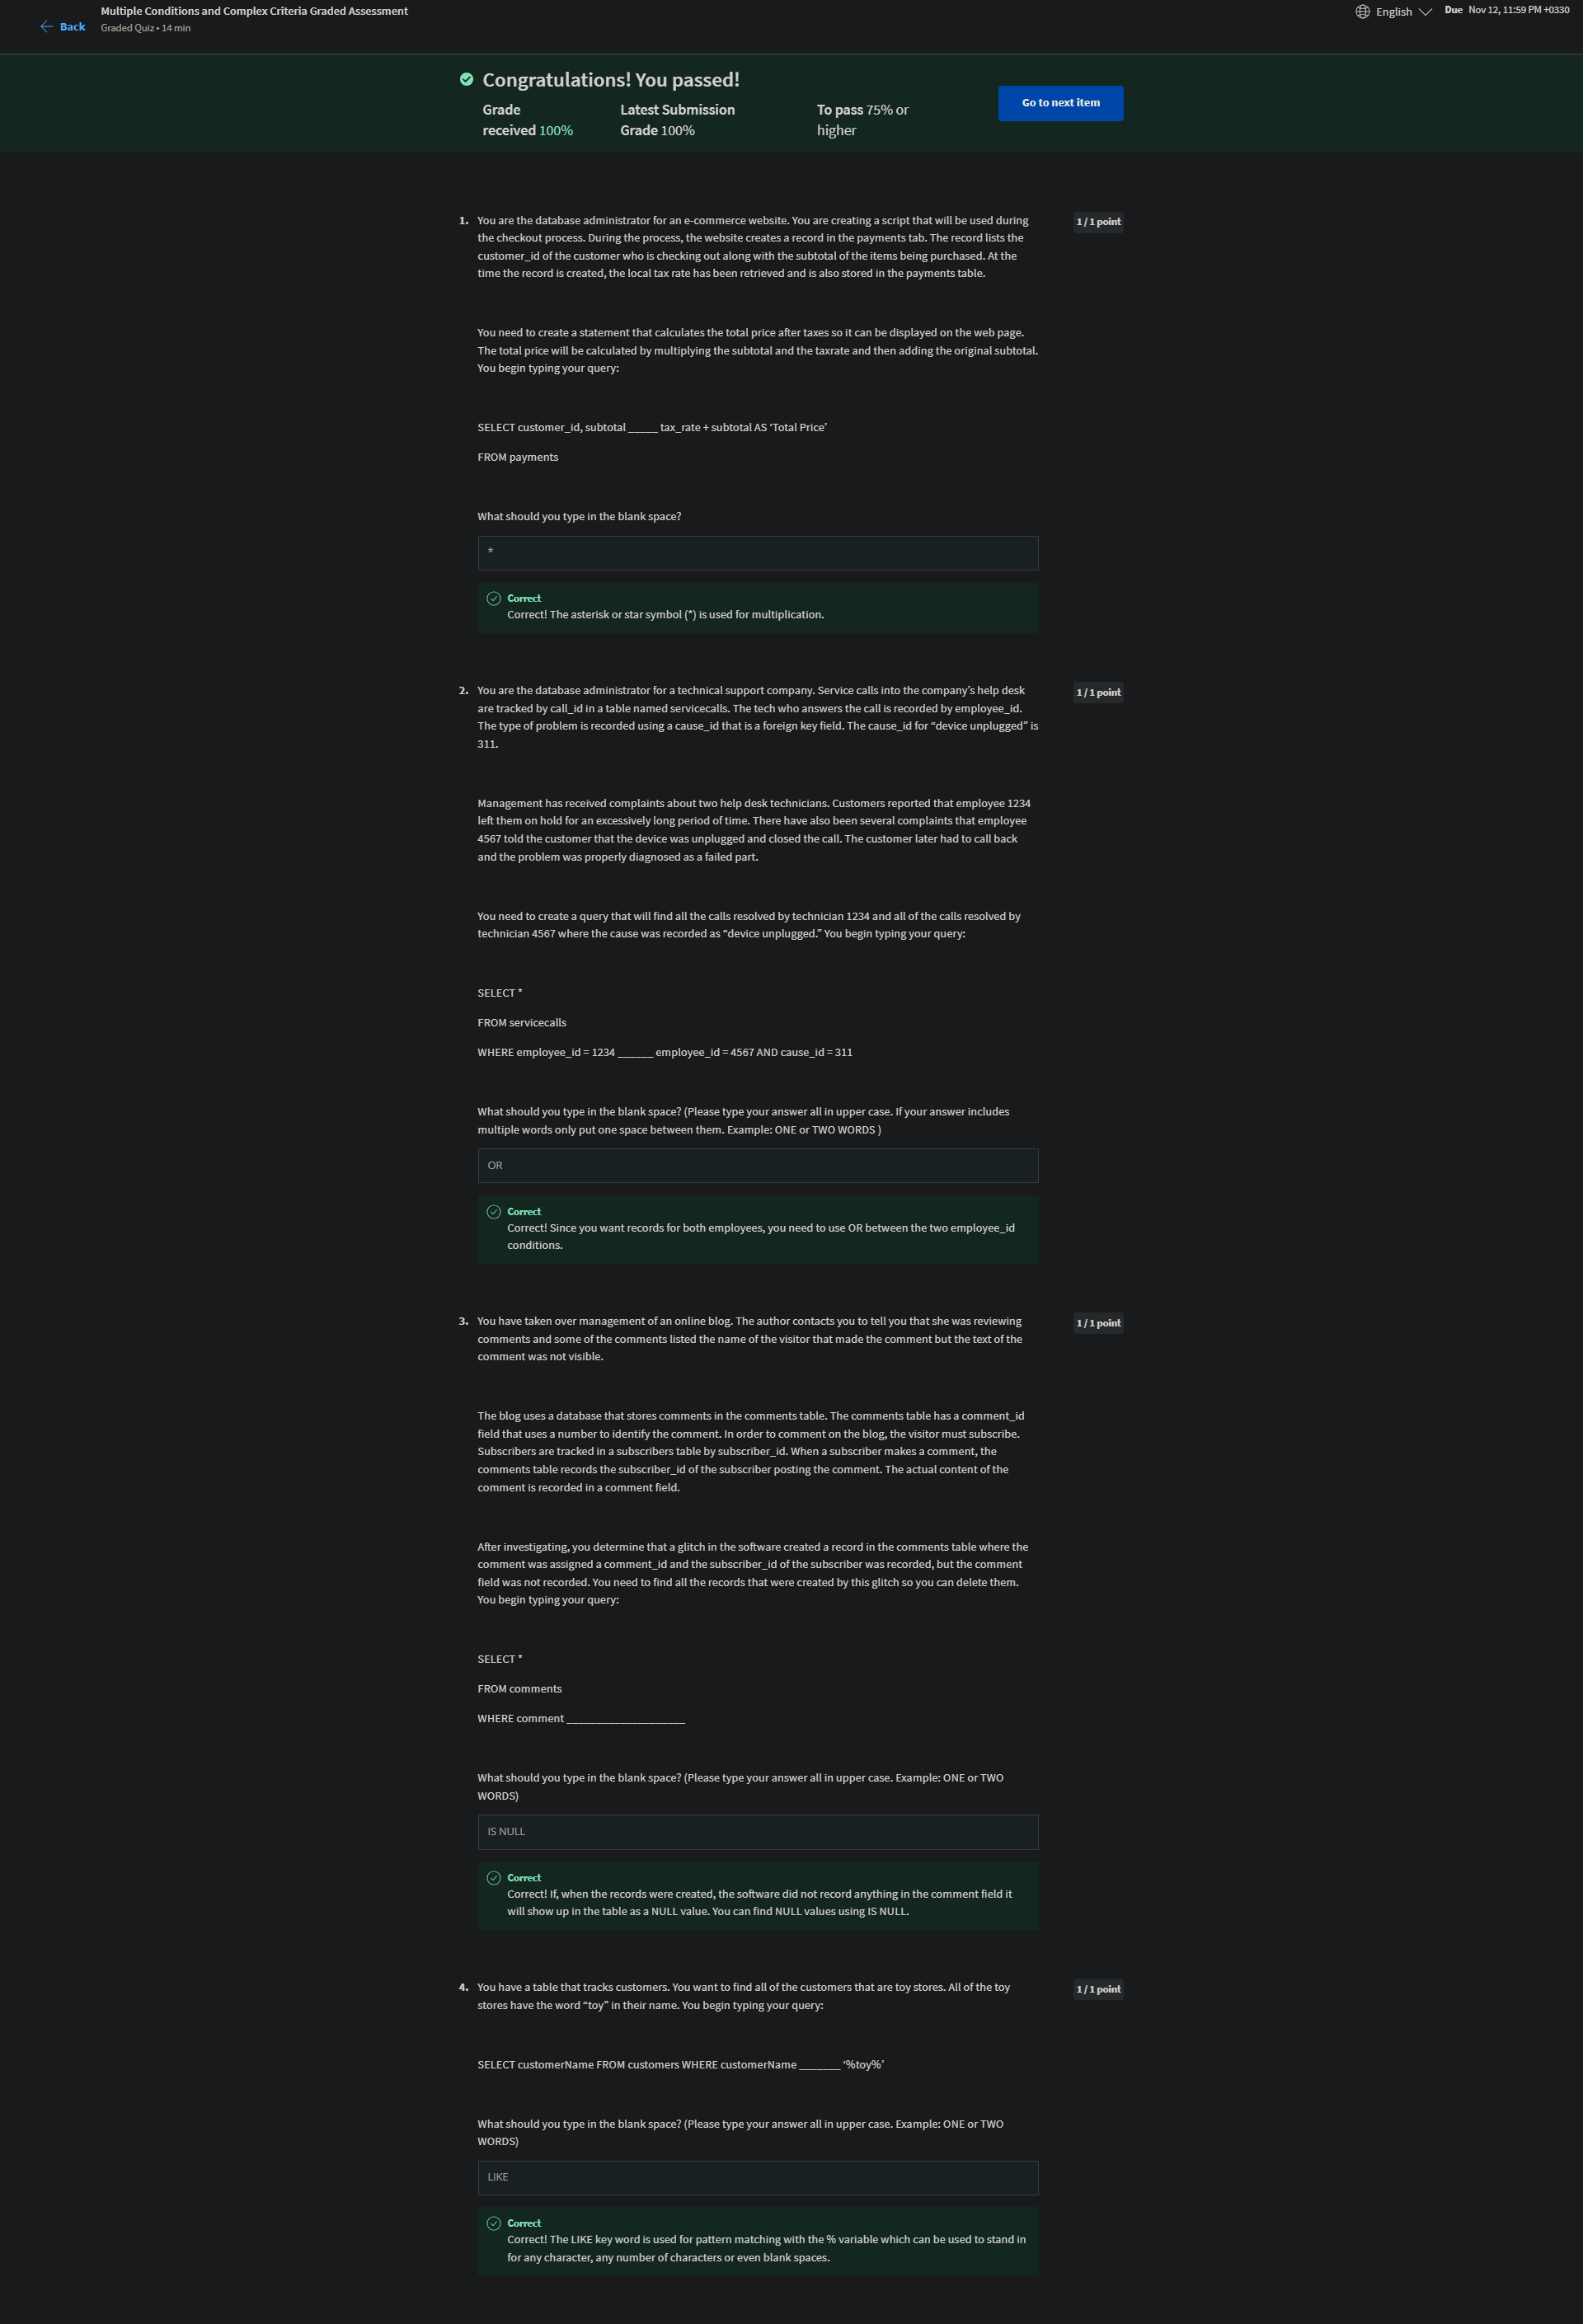 Back
Multiple Conditions and Complex Criteria Graded Assessment
Graded Quiz • 14 min
English
Due Nov 12, 11:59 PM +0330
Congratulations! You passed!
Grade
received 100%
Latest Submission
Grade 100%
To pass 75% or
higher
Go to next item
1. You are the database administrator for an e-commerce website. You are creating a script that will be used during
the checkout process. During the process, the website creates a record in the payments tab. The record lists the
customer_id of the customer who is checking out along with the subtotal of the items being purchased. At the
time the record is created, the local tax rate has been retrieved and is also stored in the payments table.
1 / 1 point
You need to create a statement that calculates the total price after taxes so it can be displayed on the web page.
The total price will be calculated by multiplying the subtotal and the taxrate and then adding the original subtotal.
You begin typing your query:
SELECT customer_id, subtotal _____ tax_rate + subtotal AS ‘Total Price’
FROM payments
What should you type in the blank space?
*
Correct
Correct! The asterisk or star symbol (*) is used for multiplication.
2. You are the database administrator for a technical support company. Service calls into the company’s help desk
are tracked by call_id in a table named servicecalls. The tech who answers the call is recorded by employee_id.
The type of problem is recorded using a cause_id that is a foreign key field. The cause_id for “device unplugged” is
311.
1 / 1 point
Management has received complaints about two help desk technicians. Customers reported that employee 1234
left them on hold for an excessively long period of time. There have also been several complaints that employee
4567 told the customer that the device was unplugged and closed the call. The customer later had to call back
and the problem was properly diagnosed as a failed part.
You need to create a query that will find all the calls resolved by technician 1234 and all of the calls resolved by
technician 4567 where the cause was recorded as “device unplugged.” You begin typing your query:
SELECT *
FROM servicecalls
WHERE employee_id = 1234 ______ employee_id = 4567 AND cause_id = 311
What should you type in the blank space? (Please type your answer all in upper case. If your answer includes
multiple words only put one space between them. Example: ONE or TWO WORDS )
OR
Correct
Correct! Since you want records for both employees, you need to use OR between the two employee_id
conditions.
3. You have taken over management of an online blog. The author contacts you to tell you that she was reviewing
comments and some of the comments listed the name of the visitor that made the comment but the text of the
comment was not visible.
1 / 1 point
The blog uses a database that stores comments in the comments table. The comments table has a comment_id
field that uses a number to identify the comment. In order to comment on the blog, the visitor must subscribe.
Subscribers are tracked in a subscribers table by subscriber_id. When a subscriber makes a comment, the
comments table records the subscriber_id of the subscriber posting the comment. The actual content of the
comment is recorded in a comment field.
After investigating, you determine that a glitch in the software created a record in the comments table where the
comment was assigned a comment_id and the subscriber_id of the subscriber was recorded, but the comment
field was not recorded. You need to find all the records that were created by this glitch so you can delete them.
You begin typing your query:
SELECT *
FROM comments
WHERE comment ____________________
What should you type in the blank space? (Please type your answer all in upper case. Example: ONE or TWO
WORDS)
IS NULL
Correct
Correct! If, when the records were created, the software did not record anything in the comment field it
will show up in the table as a NULL value. You can find NULL values using IS NULL.
4. You have a table that tracks customers. You want to find all of the customers that are toy stores. All of the toy
stores have the word “toy” in their name. You begin typing your query:
1 / 1 point
SELECT customerName FROM customers WHERE customerName _______ ‘%toy%’
What should you type in the blank space? (Please type your answer all in upper case. Example: ONE or TWO
WORDS)
LIKE
Correct
Correct! The LIKE key word is used for pattern matching with the % variable which can be used to stand in
for any character, any number of characters or even blank spaces.